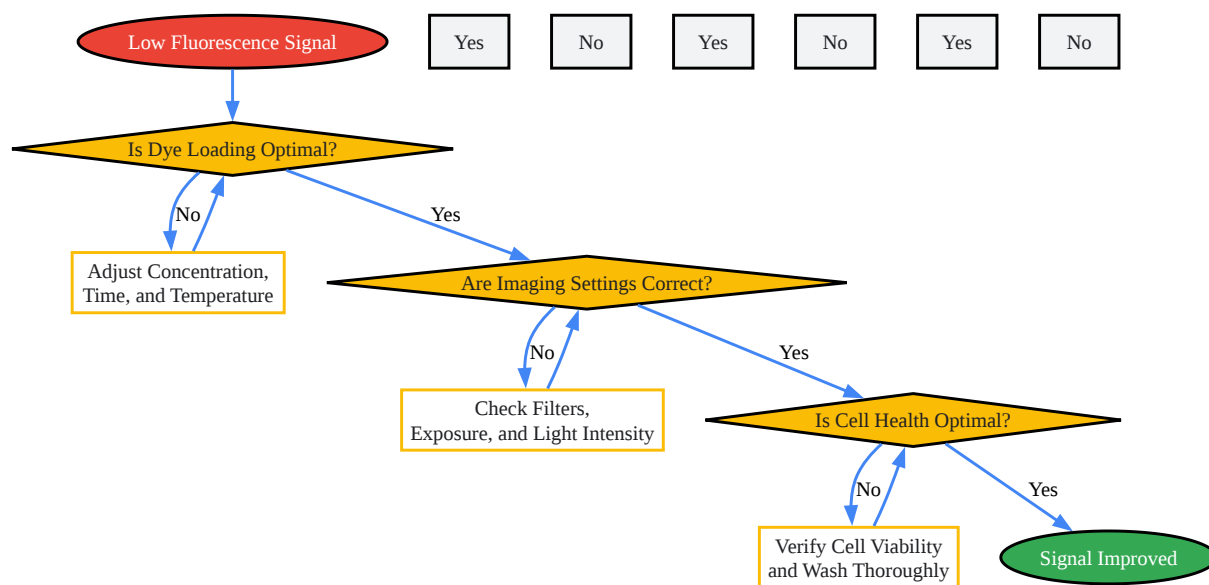 Low Fluorescence Signal
Yes
No
Yes
No
Yes
No
Is Dye Loading Optimal?
No
Yes
Adjust Concentration,
Time, and Temperature
Are Imaging Settings Correct?
No
Yes
Check Filters,
Exposure, and Light Intensity
Is Cell Health Optimal?
No
Yes
Verify Cell Viability
and Wash Thoroughly
Signal Improved